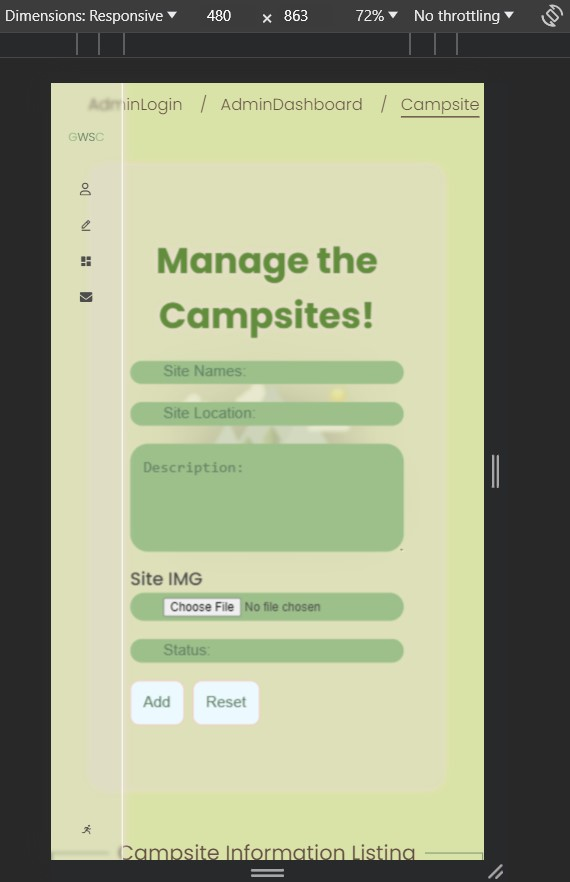 Dimensions: Responsive 480 × 863 72% No throttling
AdminLogin / AdminDashboard / Campsite
GWSC
Manage the
Campsites!
Site Names:
Site Location:
Description:
Site IMG
Choose File No file chosen
Status:
Add Reset
Campsite Information Listing